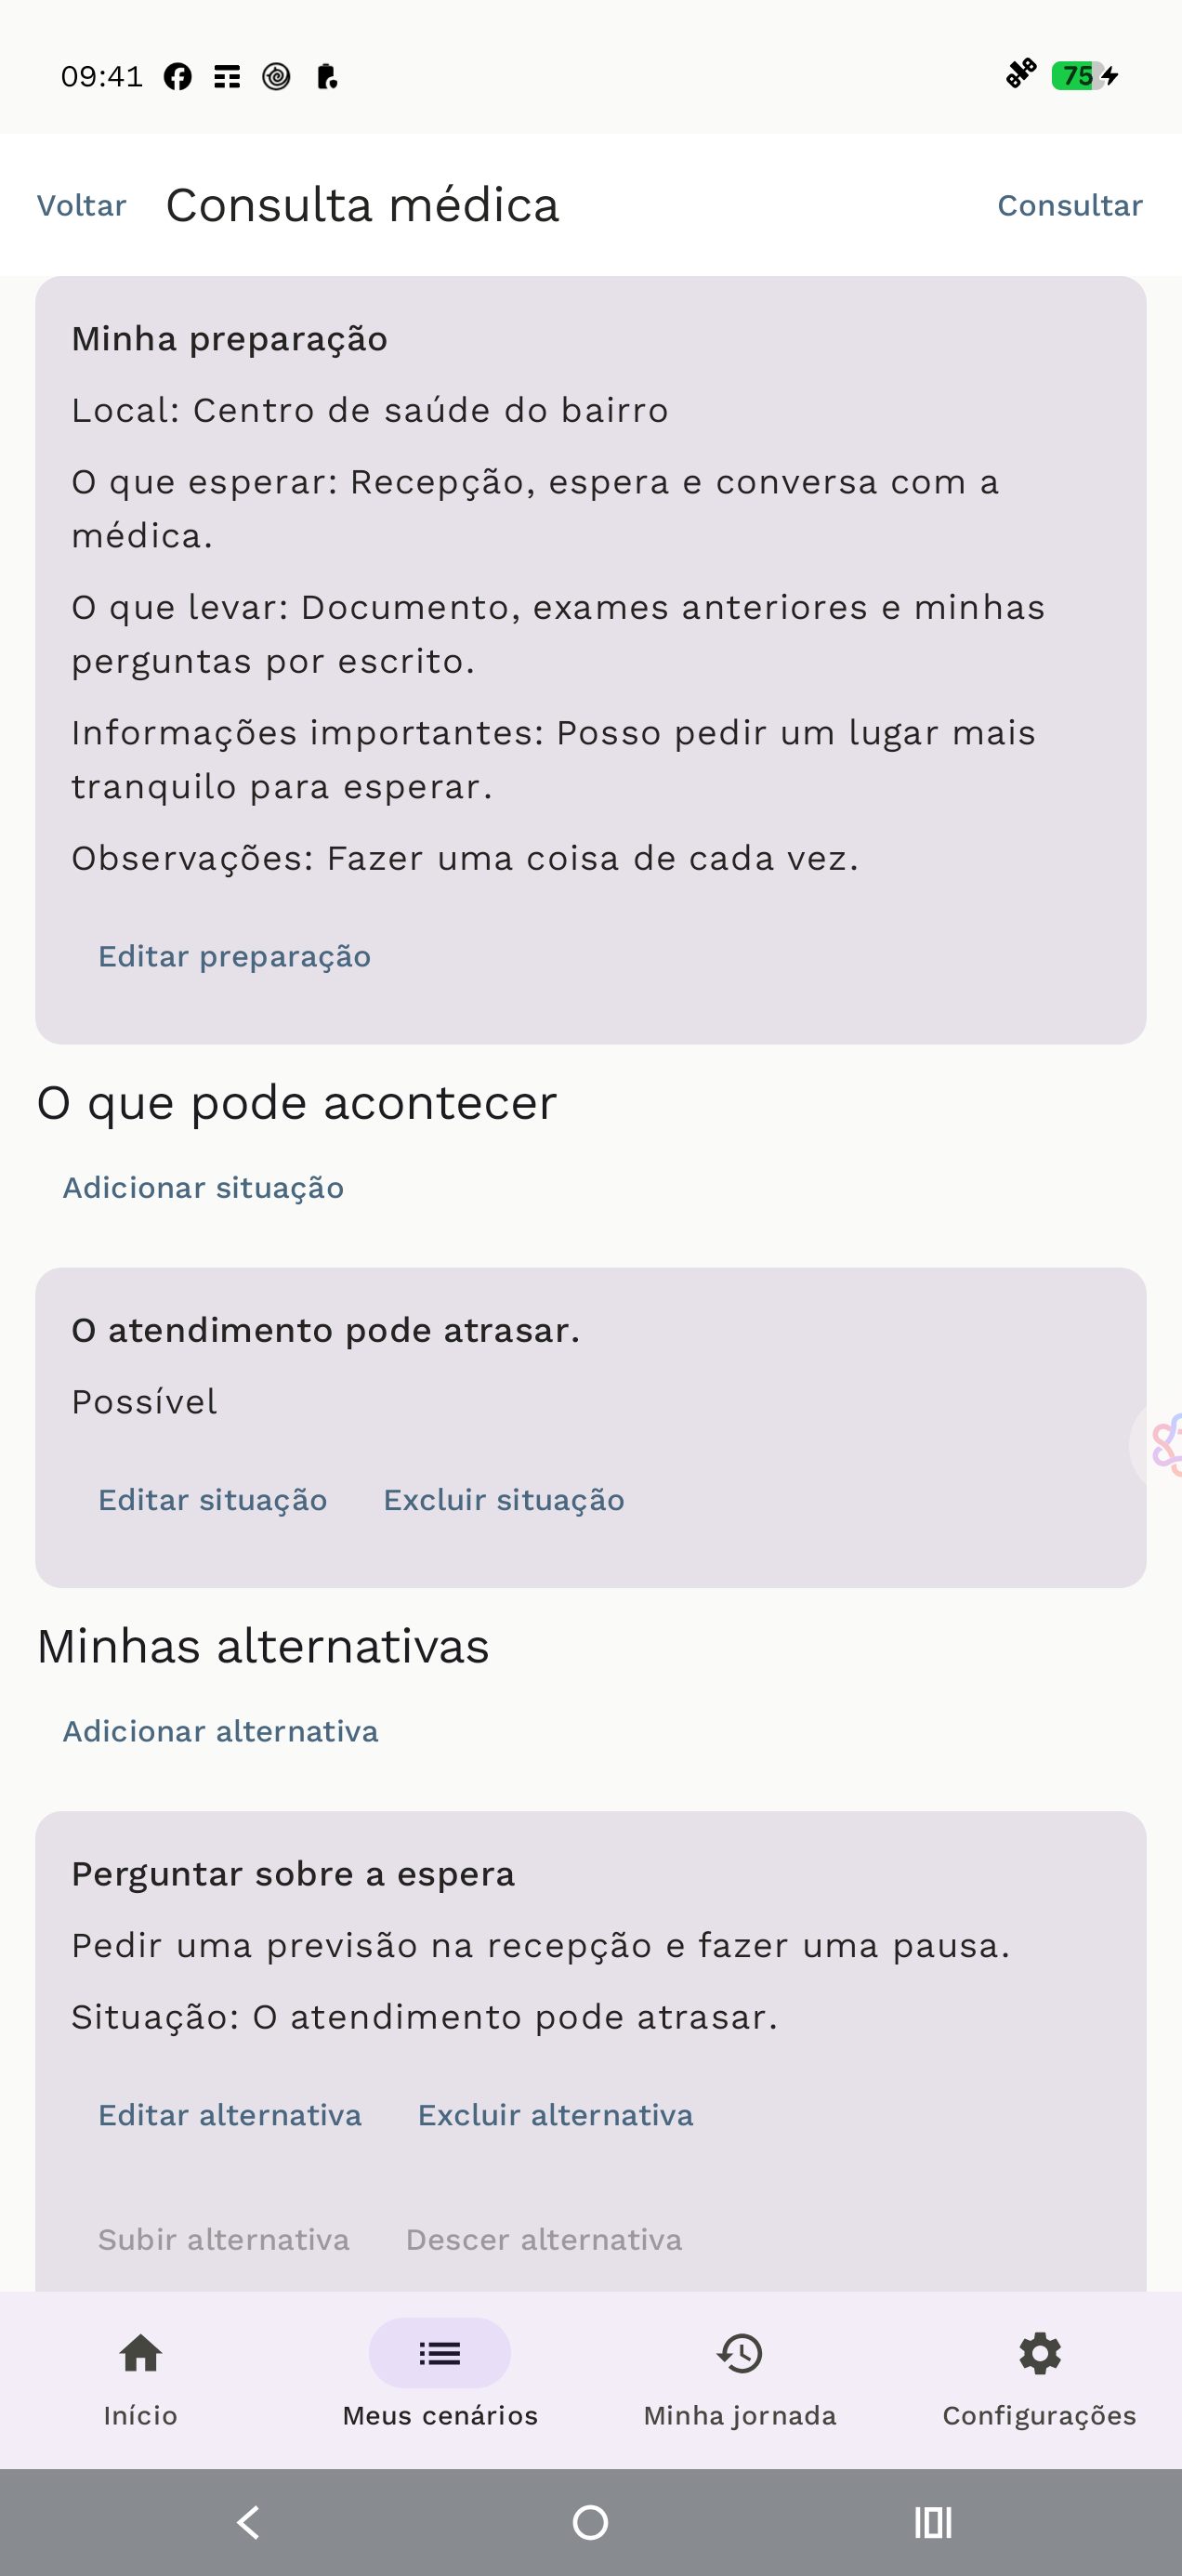 09:41
75
Voltar
Consulta médica
Consultar
Minha preparação
Local: Centro de saúde do bairro
O que esperar: Recepção, espera e conversa com a
médica.
O que levar: Documento, exames anteriores e minhas
perguntas por escrito.
Informações importantes: Posso pedir um lugar mais
tranquilo para esperar.
Observações: Fazer uma coisa de cada vez.
Editar preparação
O que pode acontecer
Adicionar situação
O atendimento pode atrasar.
Possível
Editar situação
Excluir situação
Minhas alternativas
Adicionar alternativa
Perguntar sobre a espera
Pedir uma previsão na recepção e fazer uma pausa.
Situação: O atendimento pode atrasar.
Editar alternativa
Excluir alternativa
Subir alternativa
Descer alternativa
Início
Meus cenários
Minha jornada
Configurações